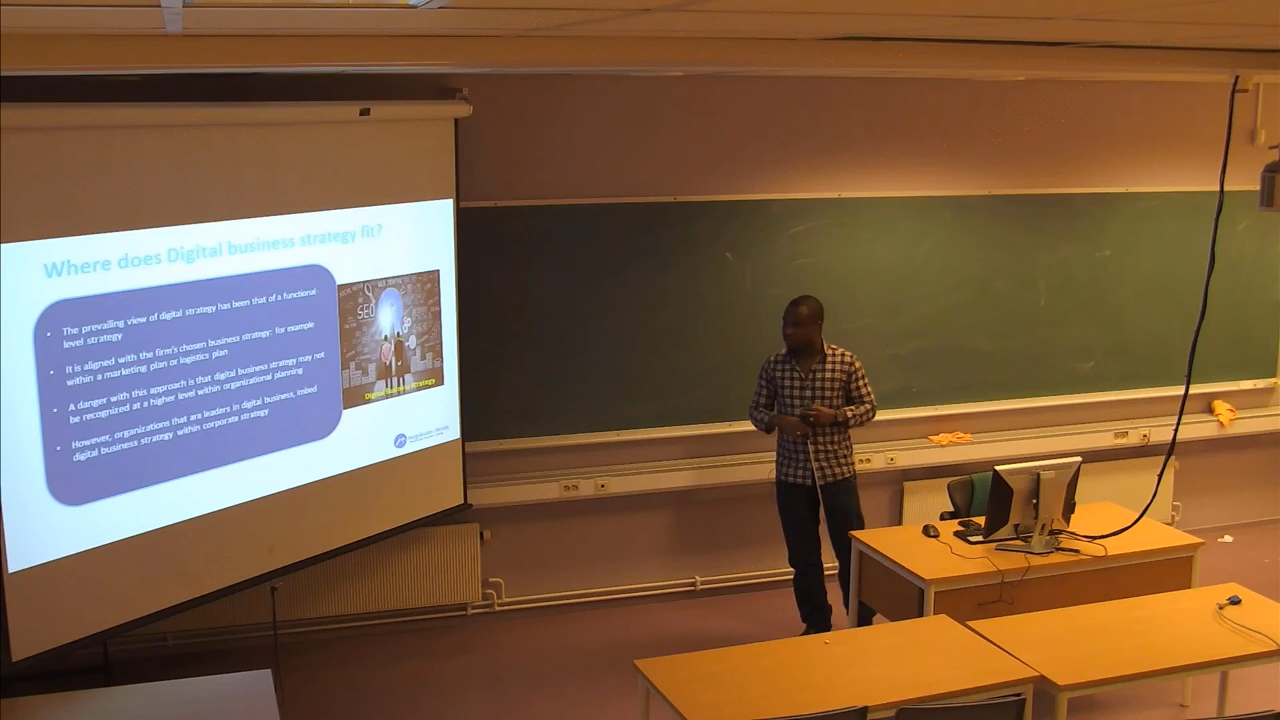 Where does Digital business strategy fit?
The prevailing view of digital strategy has been that of a functional-
level strategy
It is aligned with the firm's chosen business strategy: for example
within a marketing plan or logistics plan
A danger with this approach is that digital business strategy may not
be recognized at a higher level within organizational planning
However, organizations that are leaders in digital business, imbed
digital business strategy within corporate strategy
SEO
Digital Business Strategy